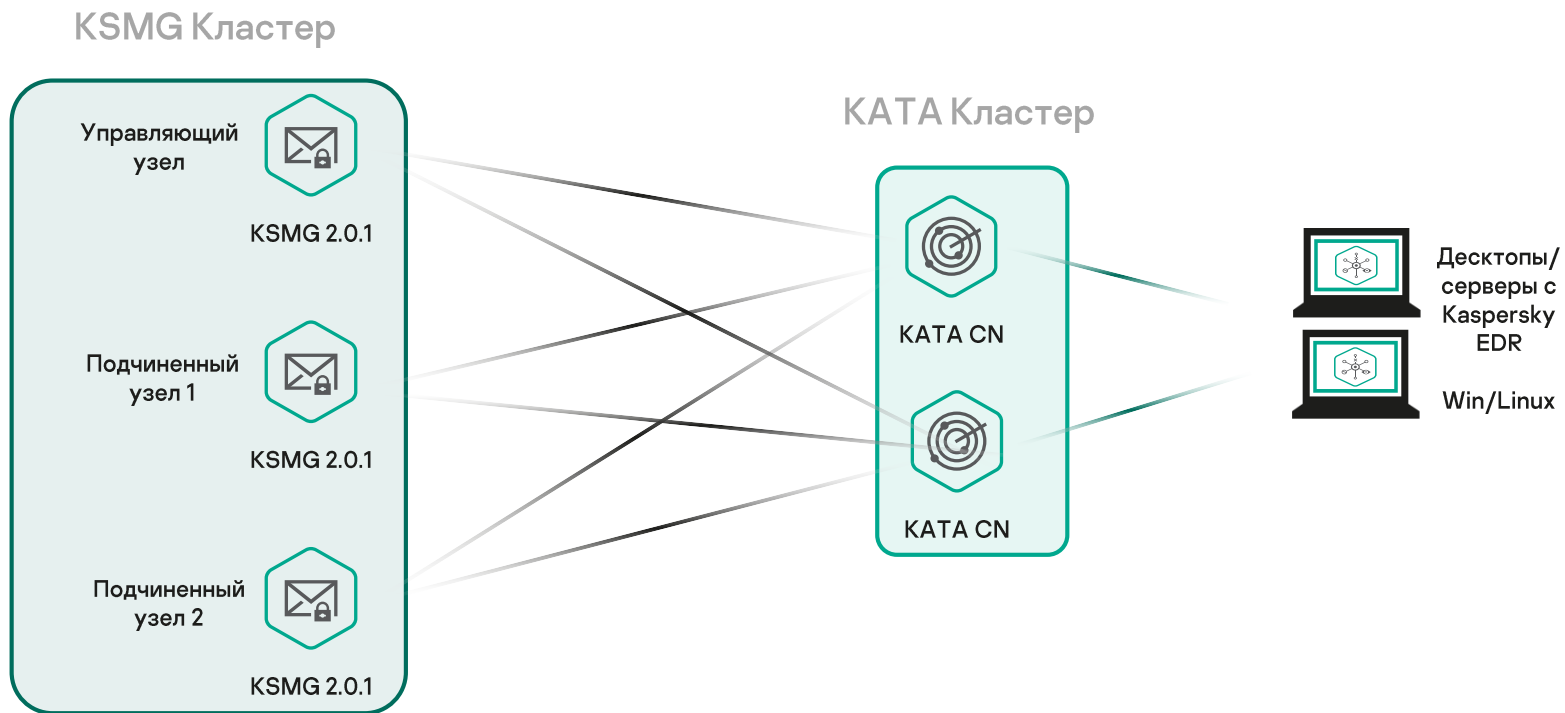 KSMG Кластер
Управляющий
узел
KSMG 2.0.1
Подчиненный
узел 1
KSMG 2.0.1
Подчиненный
узел 2
KSMG 2.0.1
КАТА Кластер
KATA CN
KATA CN
Десктопы/
серверы с
Kaspersky
EDR
Win/Linux